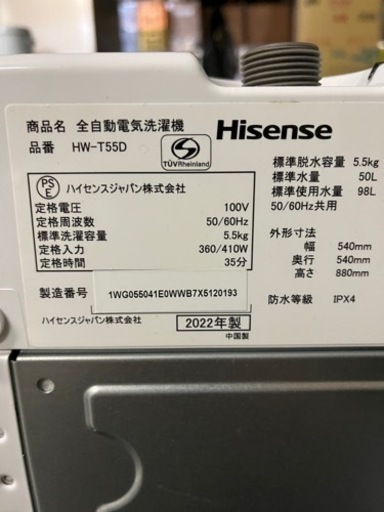 商品名 全自動電気洗濯機
品番 HW-T55D
TÜVRheinland
Hisense
PSE ハイセンスジャパン株式会社
定格電圧 100V
定格周波数 50/60Hz
標準洗濯容量 5.5kg
定格入力 360/410W
定格時間 35分
標準脱水容量 5.5kg
標準水量 50L
標準使用水量 98L
50/60Hz共用
外形寸法
幅 540mm
奥行 540mm
高さ 880mm
防水等級 IPX4
製造番号 1WG055041E0WWB7X5120193
ハイセンスジャパン株式会社 2022年製
中国製